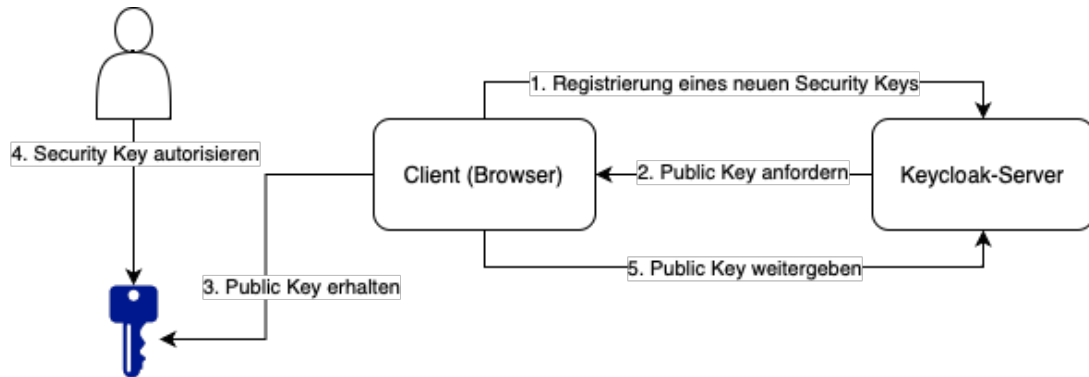 1. Registrierung eines neuen Security Keys
4. Security Key autorisieren
Client (Browser)
2. Public Key anfordern
Keycloak-Server
5. Public Key weitergeben
3. Public Key erhalten